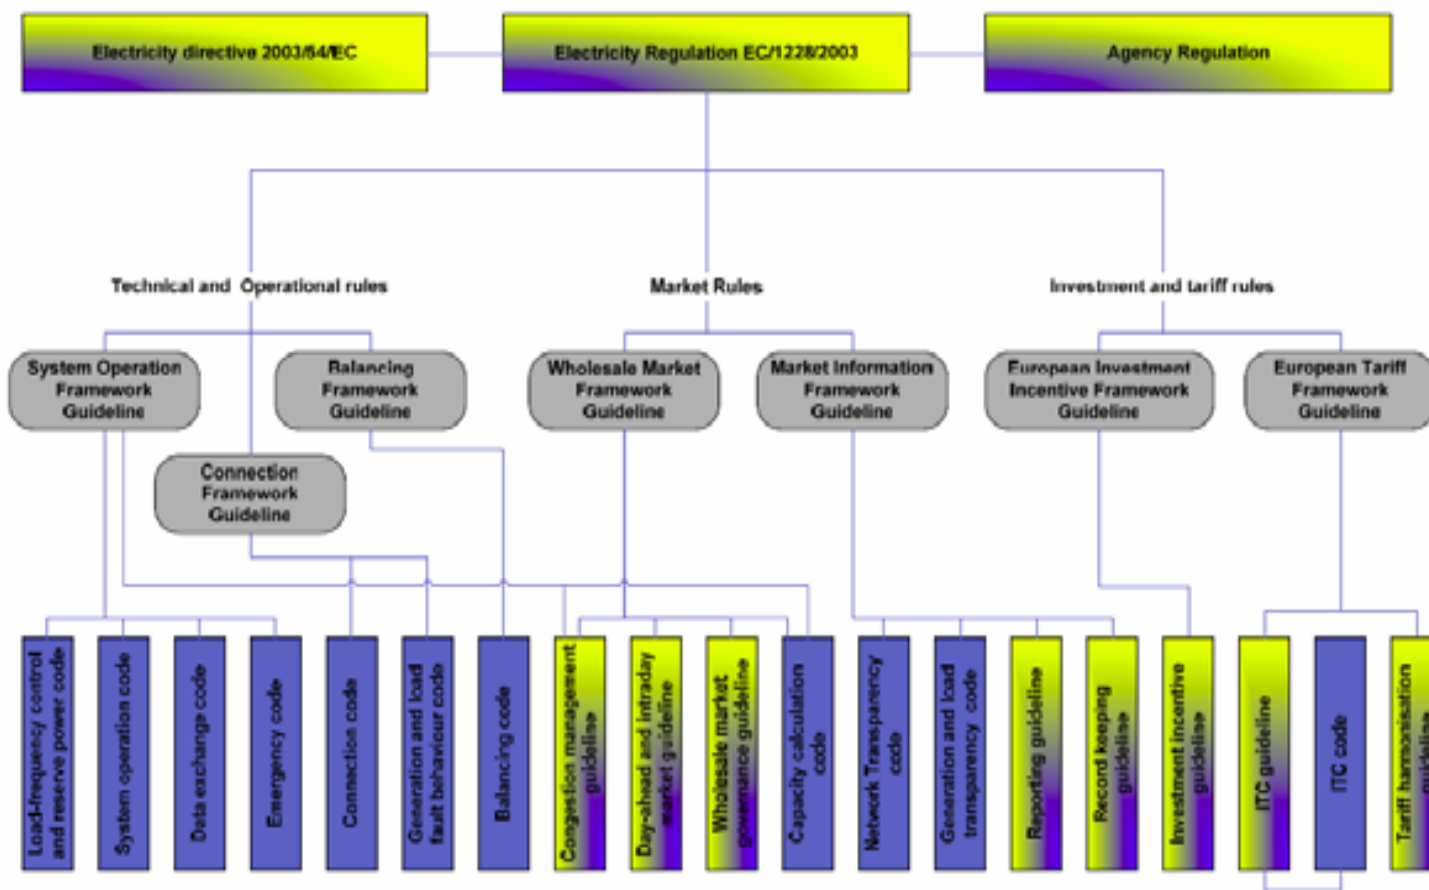 Electricity directive 2003/54/EC
Electricity Regulation EC/1228/2003
Agency Regulation
Technical and Operational rules
Market Rules
Investment and tariff rules
System Operation
Framework
Guideline
Balancing
Framework
Guideline
Wholesale Market
Framework
Guideline
Market Information
Framework
Guideline
European Investment
Incentive Framework
Guideline
European Tariff
Framework
Guideline
Connection
Framework
Guideline
Load-frequency control
and reserve power code
System operation code
Data exchange code
Emergency code
Connection code
Generation and load
fault behaviour code
Balancing code
Congestion management
guideline
Day-ahead and intraday
market guideline
Wholesale market
governance guideline
Capacity calculation
code
Network Transparency
code
Generation and load
transparency code
Reporting guideline
Record keeping
guideline
Investment incentive
guideline
ITC guideline
ITC code
Tariff harmonisation
guideline